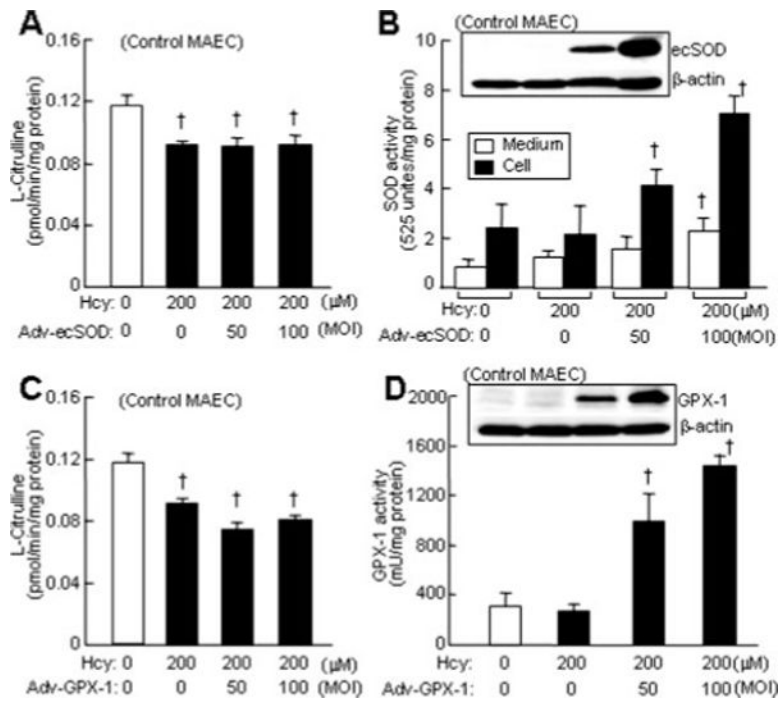 A
(Control MAEC)
L-Citrulline
(pmol/min/mg protein)
0.16
0.12
0.08
0.04
0
† † †
Hcy: 0 200 200 200 (μM)
Adv-ecSOD: 0 0 50 100 (MOI)
B
(Control MAEC)
ecSOD
β-actin
SOD activity
(525 unites/mg protein)
10
8
6
4
2
0
Medium
Cell
† † †
Hcy: 0 200 200 200(μM)
Adv-ecSOD: 0 0 50 100(MOI)
C
(Control MAEC)
L-Citrulline
(pmol/min/mg protein)
0.16
0.12
0.08
0.04
0
† † †
Hcy: 0 200 200 200 (μM)
Adv-GPX-1: 0 0 50 100 (MOI)
D
(Control MAEC)
GPX-1
β-actin
GPX-1 activity
(mU/mg protein)
2000
1600
1200
800
400
0
† †
Hcy: 0 200 200 200(μM)
Adv-GPX-1: 0 0 50 100(MOI)